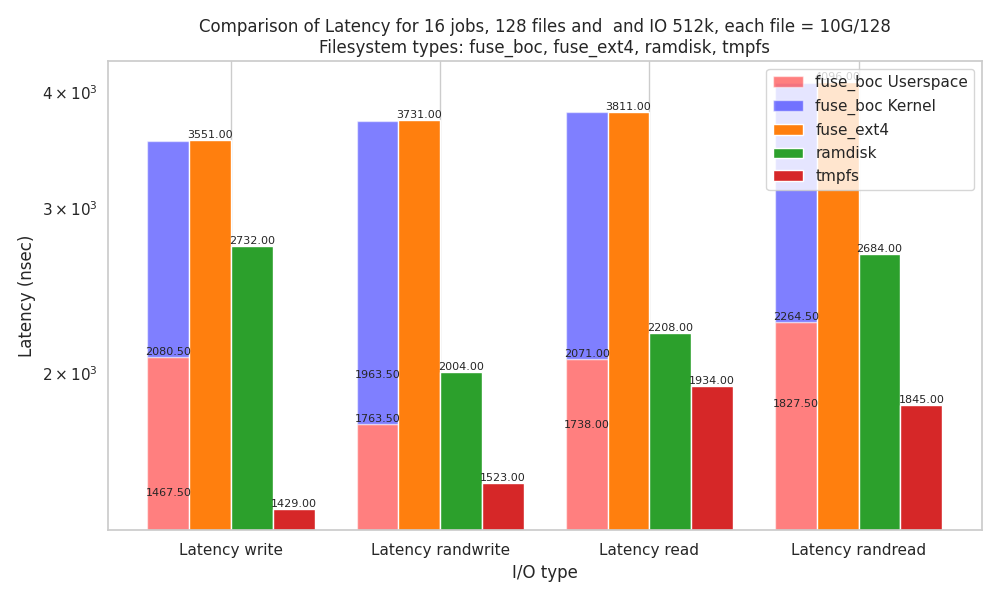 Comparison of Latency for 16 jobs, 128 files and  and IO 512k, each file = 10G/128
Filesystem types: fuse_boc, fuse_ext4, ramdisk, tmpfs
fuse_boc Userspace
fuse_boc Kernel
fuse_ext4
ramdisk
tmpfs
Latency (nsec)
4 × 10³
3 × 10³
2 × 10³
2080.50
1467.50
3551.00
2732.00
1429.00
1963.50
1763.50
3731.00
2004.00
1523.00
2071.00
1738.00
3811.00
2208.00
1934.00
2264.50
1827.50
2684.00
1845.00
Latency write
Latency randwrite
Latency read
Latency randread
I/O type